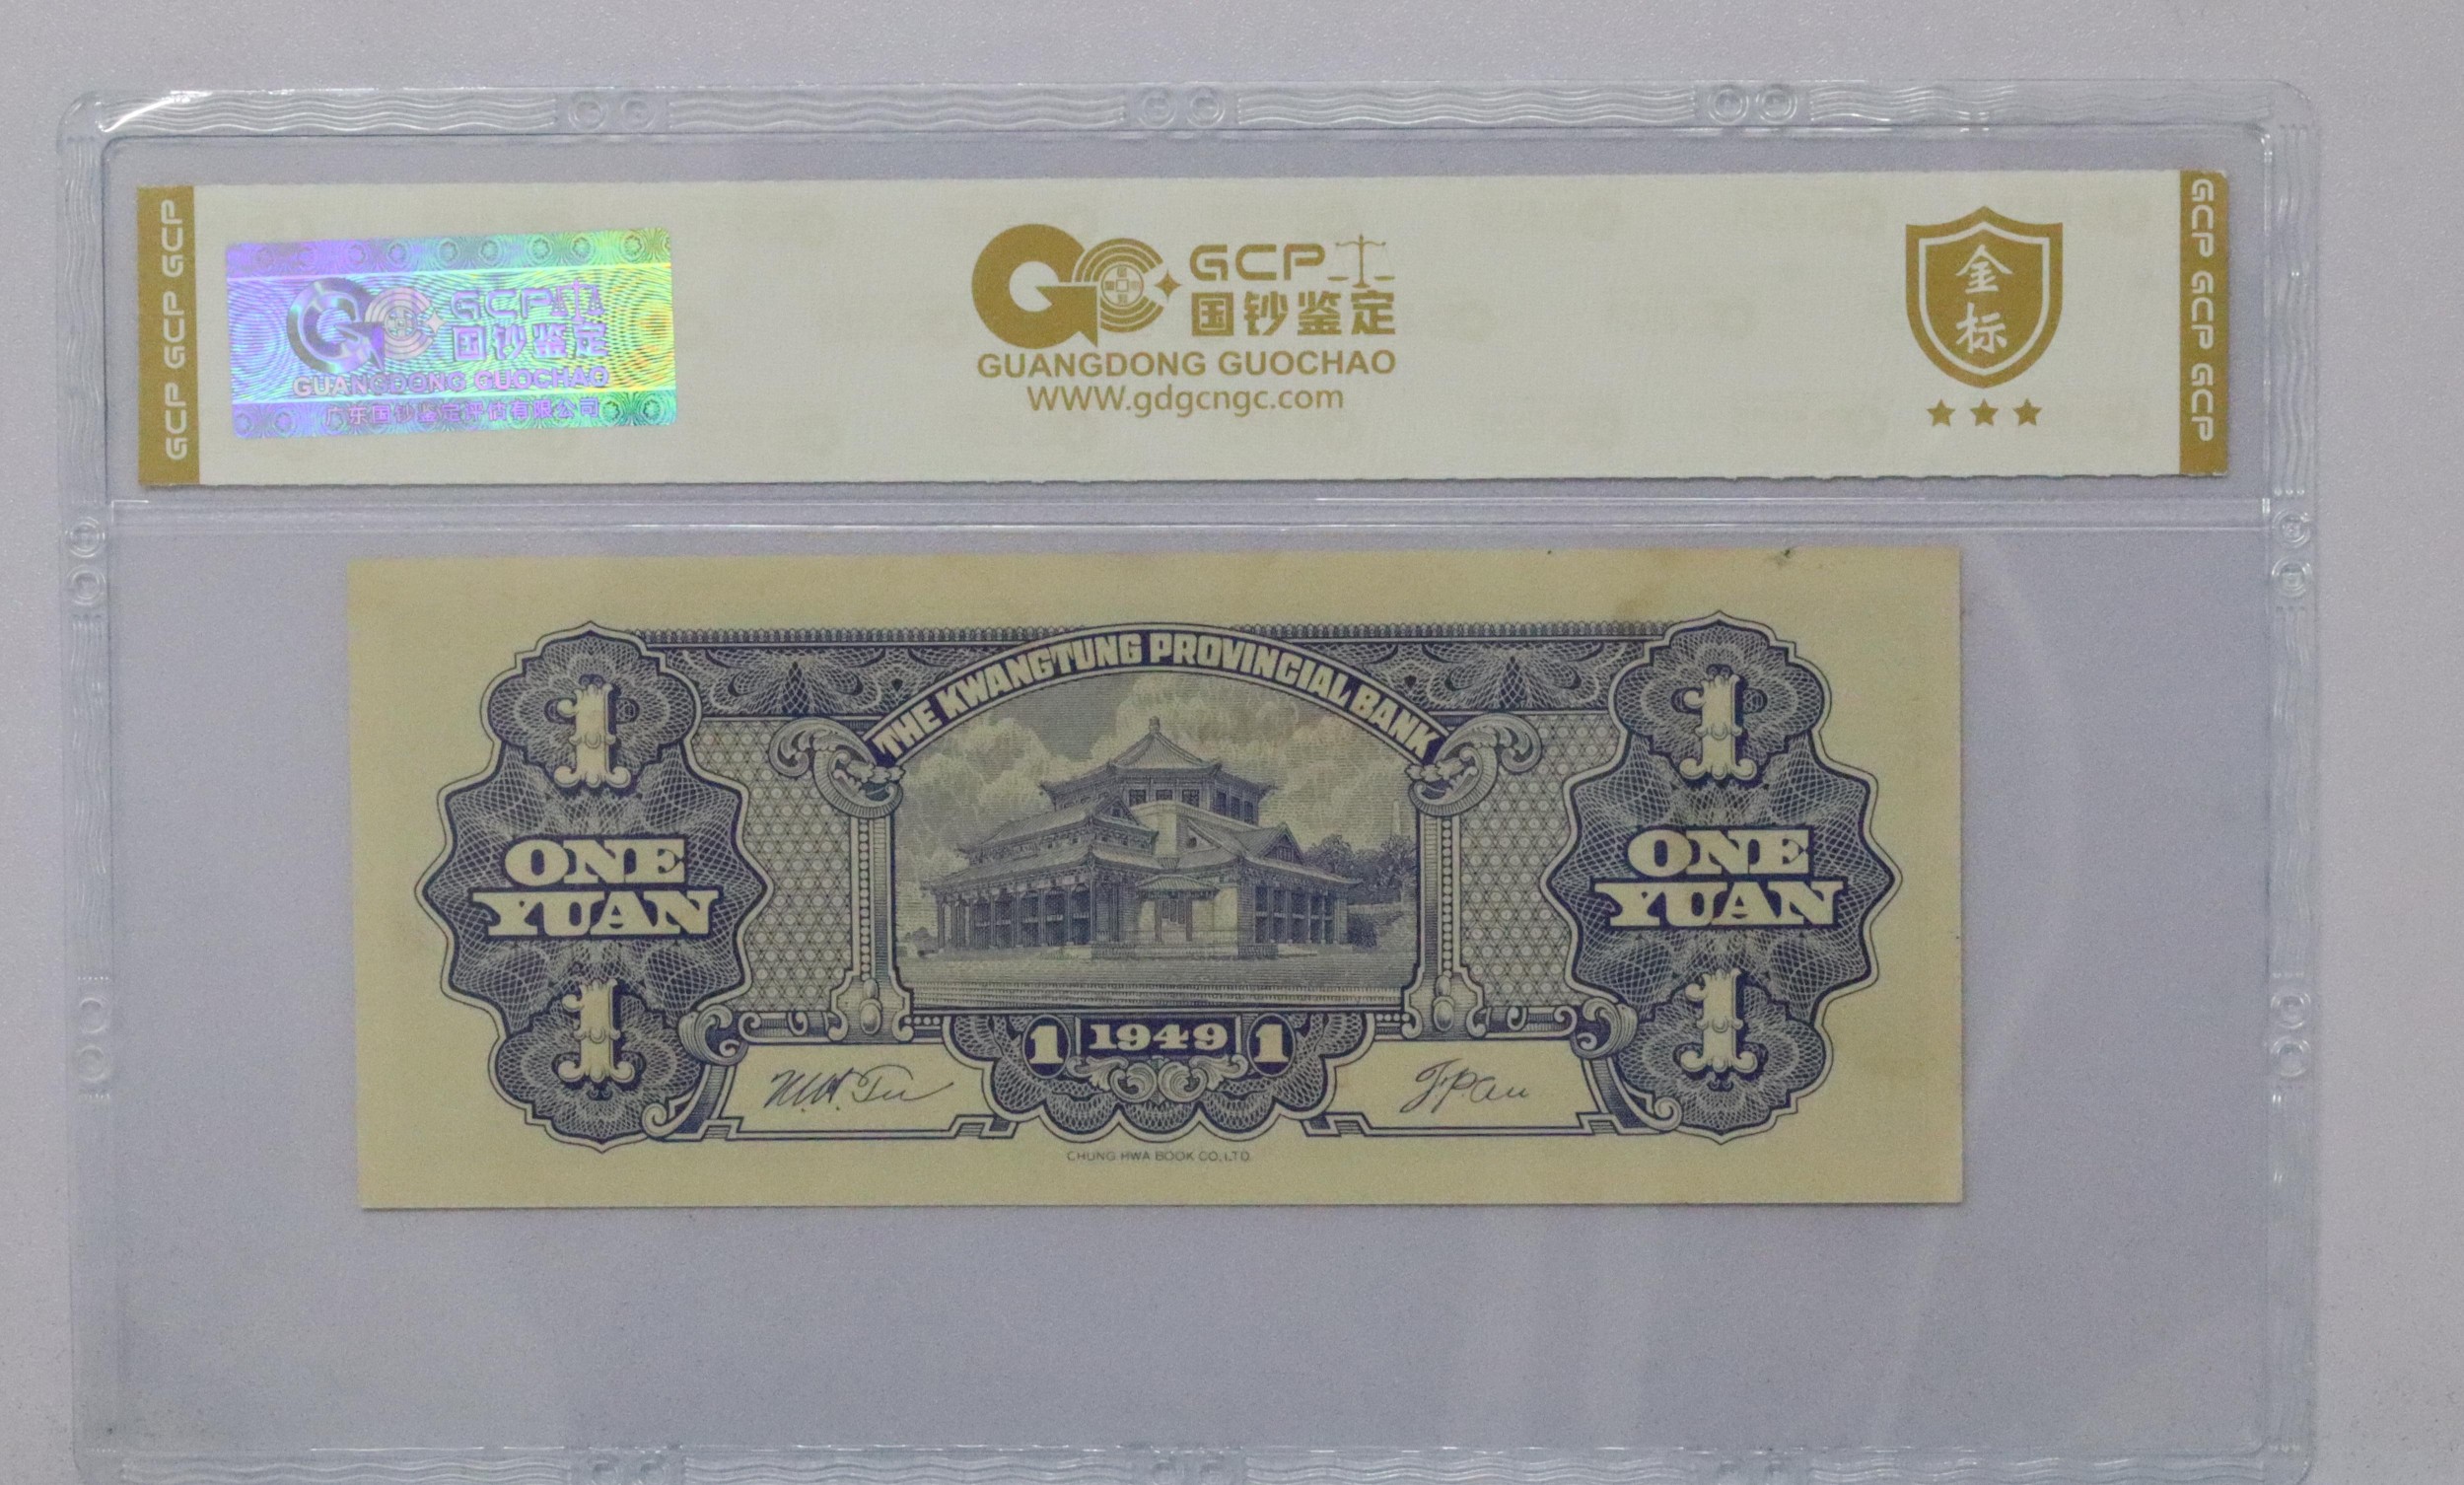 GCP GCP GCP
GCP
国钞鉴定
GUANGDONG GUOCHAO
广东国钞鉴定评估有限公司
GCP
国钞鉴定
GUANGDONG GUOCHAO
WWW.gdgcngc.com
金
标
GCP GCP GCP
THE KWANGTUNG PROVINCIAL BANK
1
1
ONE
YUAN
ONE
YUAN
1
1
1 1949 1
CHUNG HWA BOOK CO, LTD.